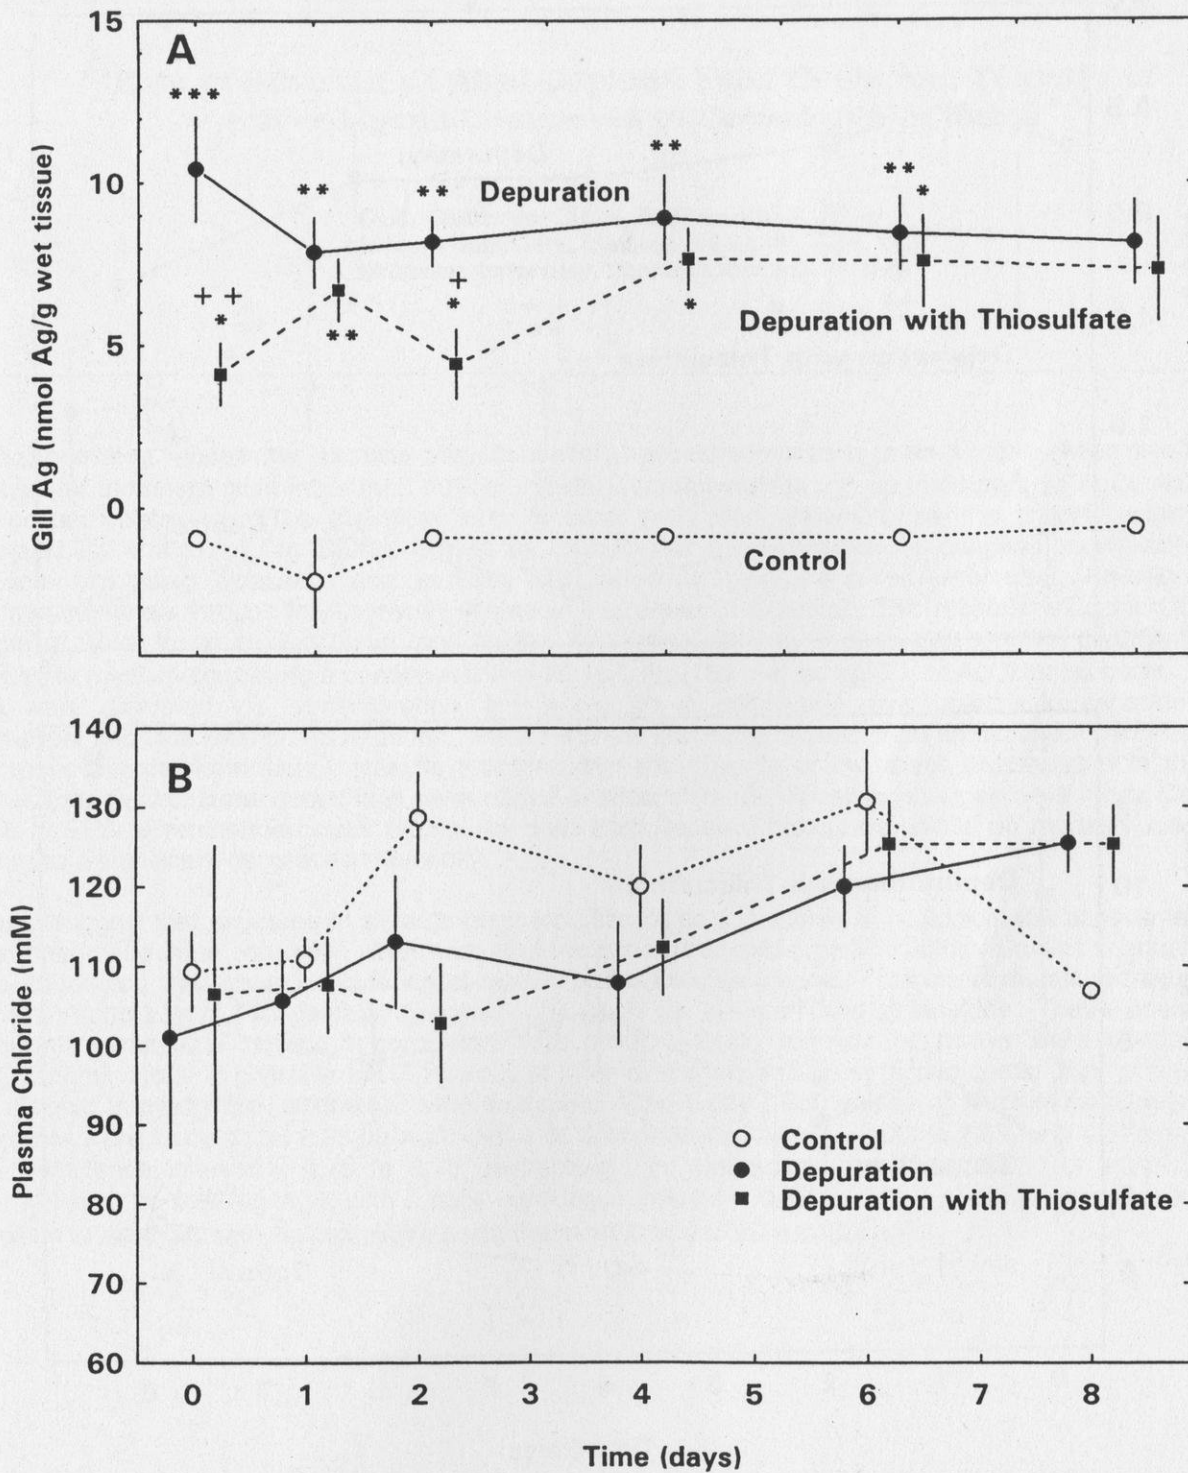 15
A
***
10
**
**
**
**
*
Depuration
++
*
**
+
*
*
5
Depuration with Thiosulfate
0
Control
Gill Ag (nmol Ag/g wet tissue)
140
B
130
120
110
100
90
80
70
60
Plasma Chloride (mM)
Control
Depuration
Depuration with Thiosulfate
0 1 2 3 4 5 6 7 8
Time (days)